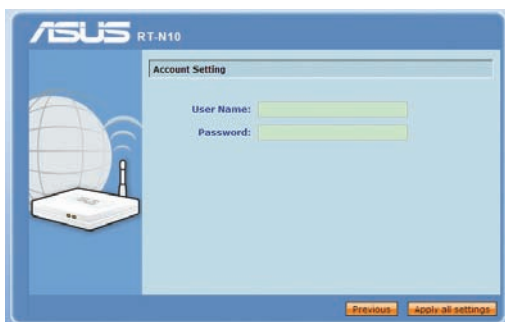 ASUS RT-N10
Account Setting
User Name:
Password:
Previous Apply all settings